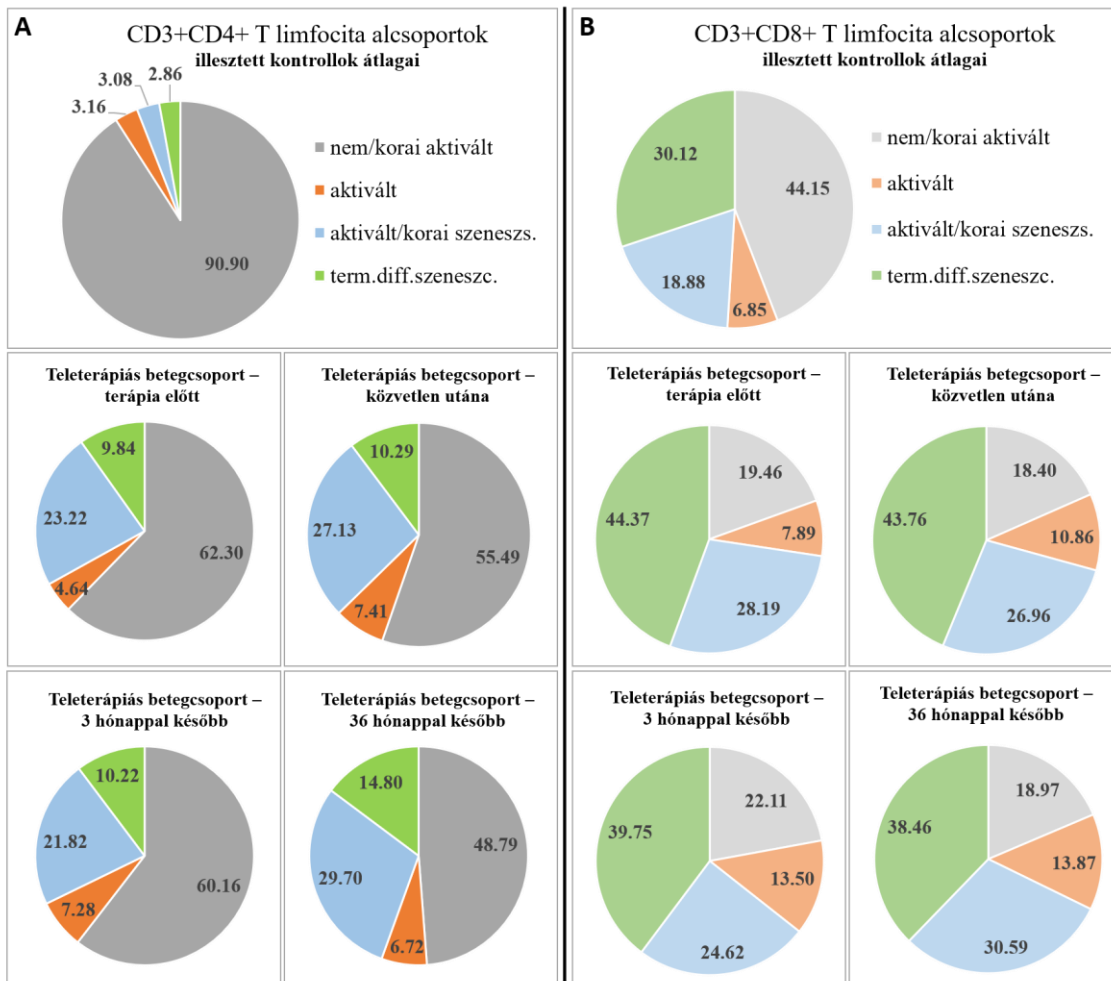 A
CD3+CD4+ T limfocita alcsoportok
illesztett kontrollok átlagai
3.16
3.08
2.86
90.90
nem/korai aktivált
aktivált
aktivált/korai szeneszs.
term.diff.szeneszc.
Teleterápiás betegcsoport –
terápia előtt
9.84
23.22
4.64
62.30
Teleterápiás betegcsoport –
közvetlen utána
10.29
27.13
7.41
55.49
Teleterápiás betegcsoport –
3 hónappal később
10.22
21.82
7.28
60.16
Teleterápiás betegcsoport –
36 hónappal később
14.80
29.70
6.72
48.79
B
CD3+CD8+ T limfocita alcsoportok
illesztett kontrollok átlagai
30.12
44.15
18.88
6.85
nem/korai aktivált
aktivált
aktivált/korai szeneszs.
term.diff.szeneszc.
Teleterápiás betegcsoport –
terápia előtt
19.46
44.37
7.89
28.19
Teleterápiás betegcsoport –
közvetlen utána
18.40
43.76
10.86
26.96
Teleterápiás betegcsoport –
3 hónappal később
22.11
39.75
13.50
24.62
Teleterápiás betegcsoport –
36 hónappal később
18.97
38.46
13.87
30.59